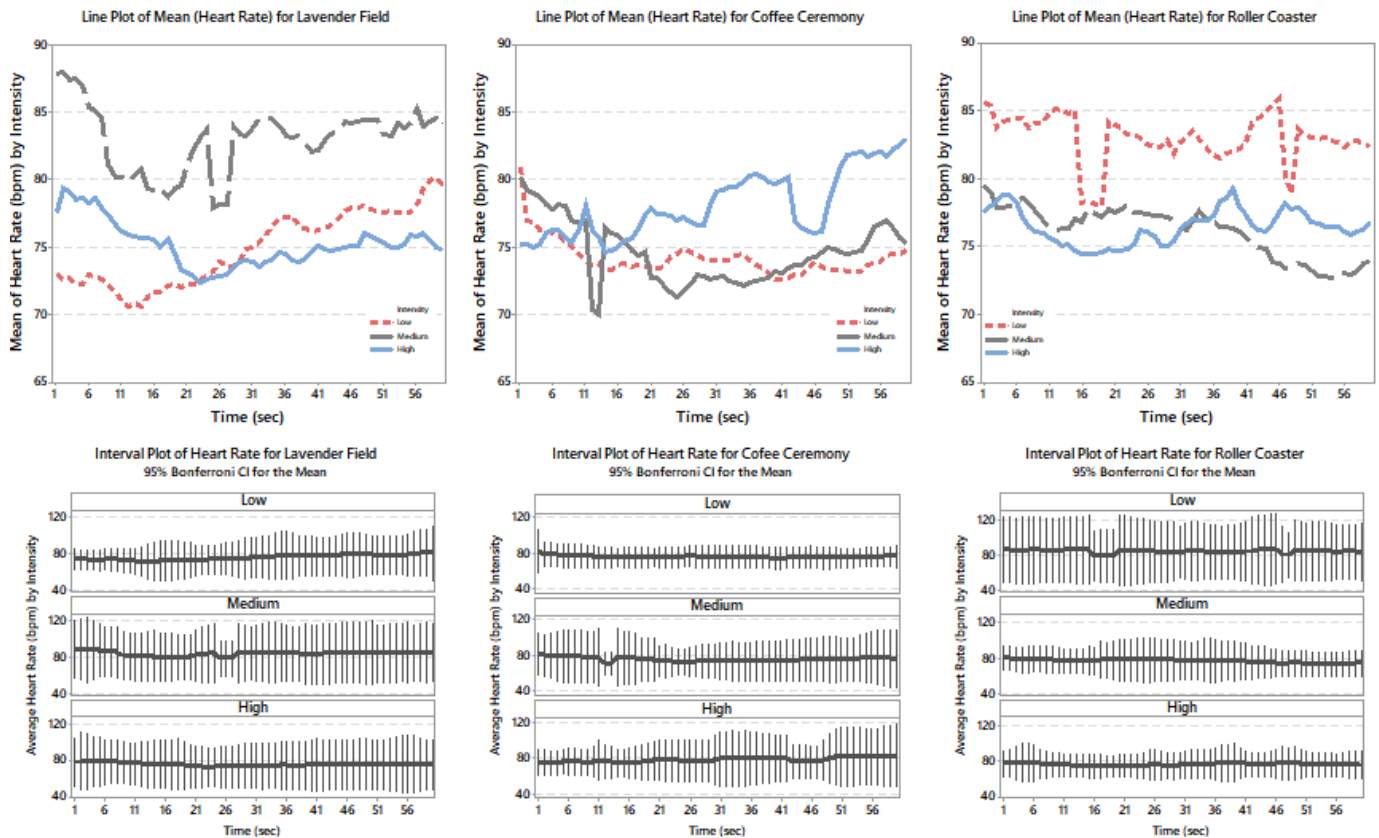 Line Plot of Mean (Heart Rate) for Lavender Field
Mean of Heart Rate (bpm) by Intensity
90
85
80
75
70
65
Intensity
Low
Medium
High
1 6 11 16 21 26 31 36 41 46 51 56
Time (sec)
Line Plot of Mean (Heart Rate) for Coffee Ceremony
Mean of Heart Rate (bpm) by Intensity
90
85
80
75
70
65
Intensity
Low
Medium
High
1 6 11 16 21 26 31 36 41 46 51 56
Time (sec)
Line Plot of Mean (Heart Rate) for Roller Coaster
Mean of Heart Rate (bpm) by Intensity
90
85
80
75
70
65
Intensity
Low
Medium
High
1 6 11 16 21 26 31 36 41 46 51 56
Time (sec)
Interval Plot of Heart Rate for Lavender Field
95% Bonferroni CI for the Mean
Average Heart Rate (bpm) by Intensity
Low
120
80
40
Medium
120
80
40
High
120
80
40
1 6 11 16 21 26 31 36 41 46 51 56
Time (sec)
Interval Plot of Heart Rate for Cofee Ceremony
95% Bonferroni CI for the Mean
Average Heart Rate (bpm) by Intensity
Low
120
80
40
Medium
120
80
40
High
120
80
40
1 6 11 16 21 26 31 36 41 46 51 56
Time (sec)
Interval Plot of Heart Rate for Roller Coaster
95% Bonferroni CI for the Mean
Average Heart Rate (bpm) by Intensity
Low
120
80
40
Medium
120
80
40
High
120
80
40
1 6 11 16 21 26 31 36 41 46 51 56
Time (sec)